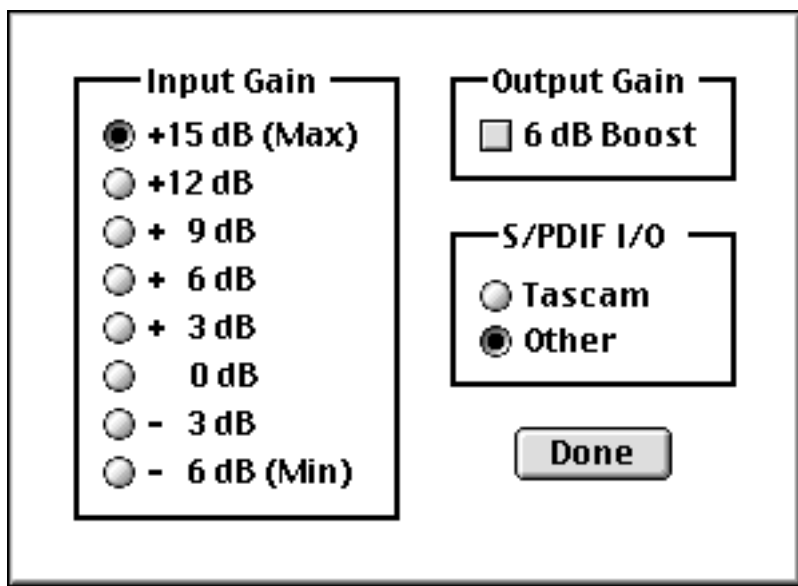 Input Gain
+15 dB (Max)
+12 dB
+ 9 dB
+ 6 dB
+ 3 dB
0 dB
- 3 dB
- 6 dB (Min)
Output Gain
6 dB Boost
S/PDIF I/O
Tascam
Other
Done